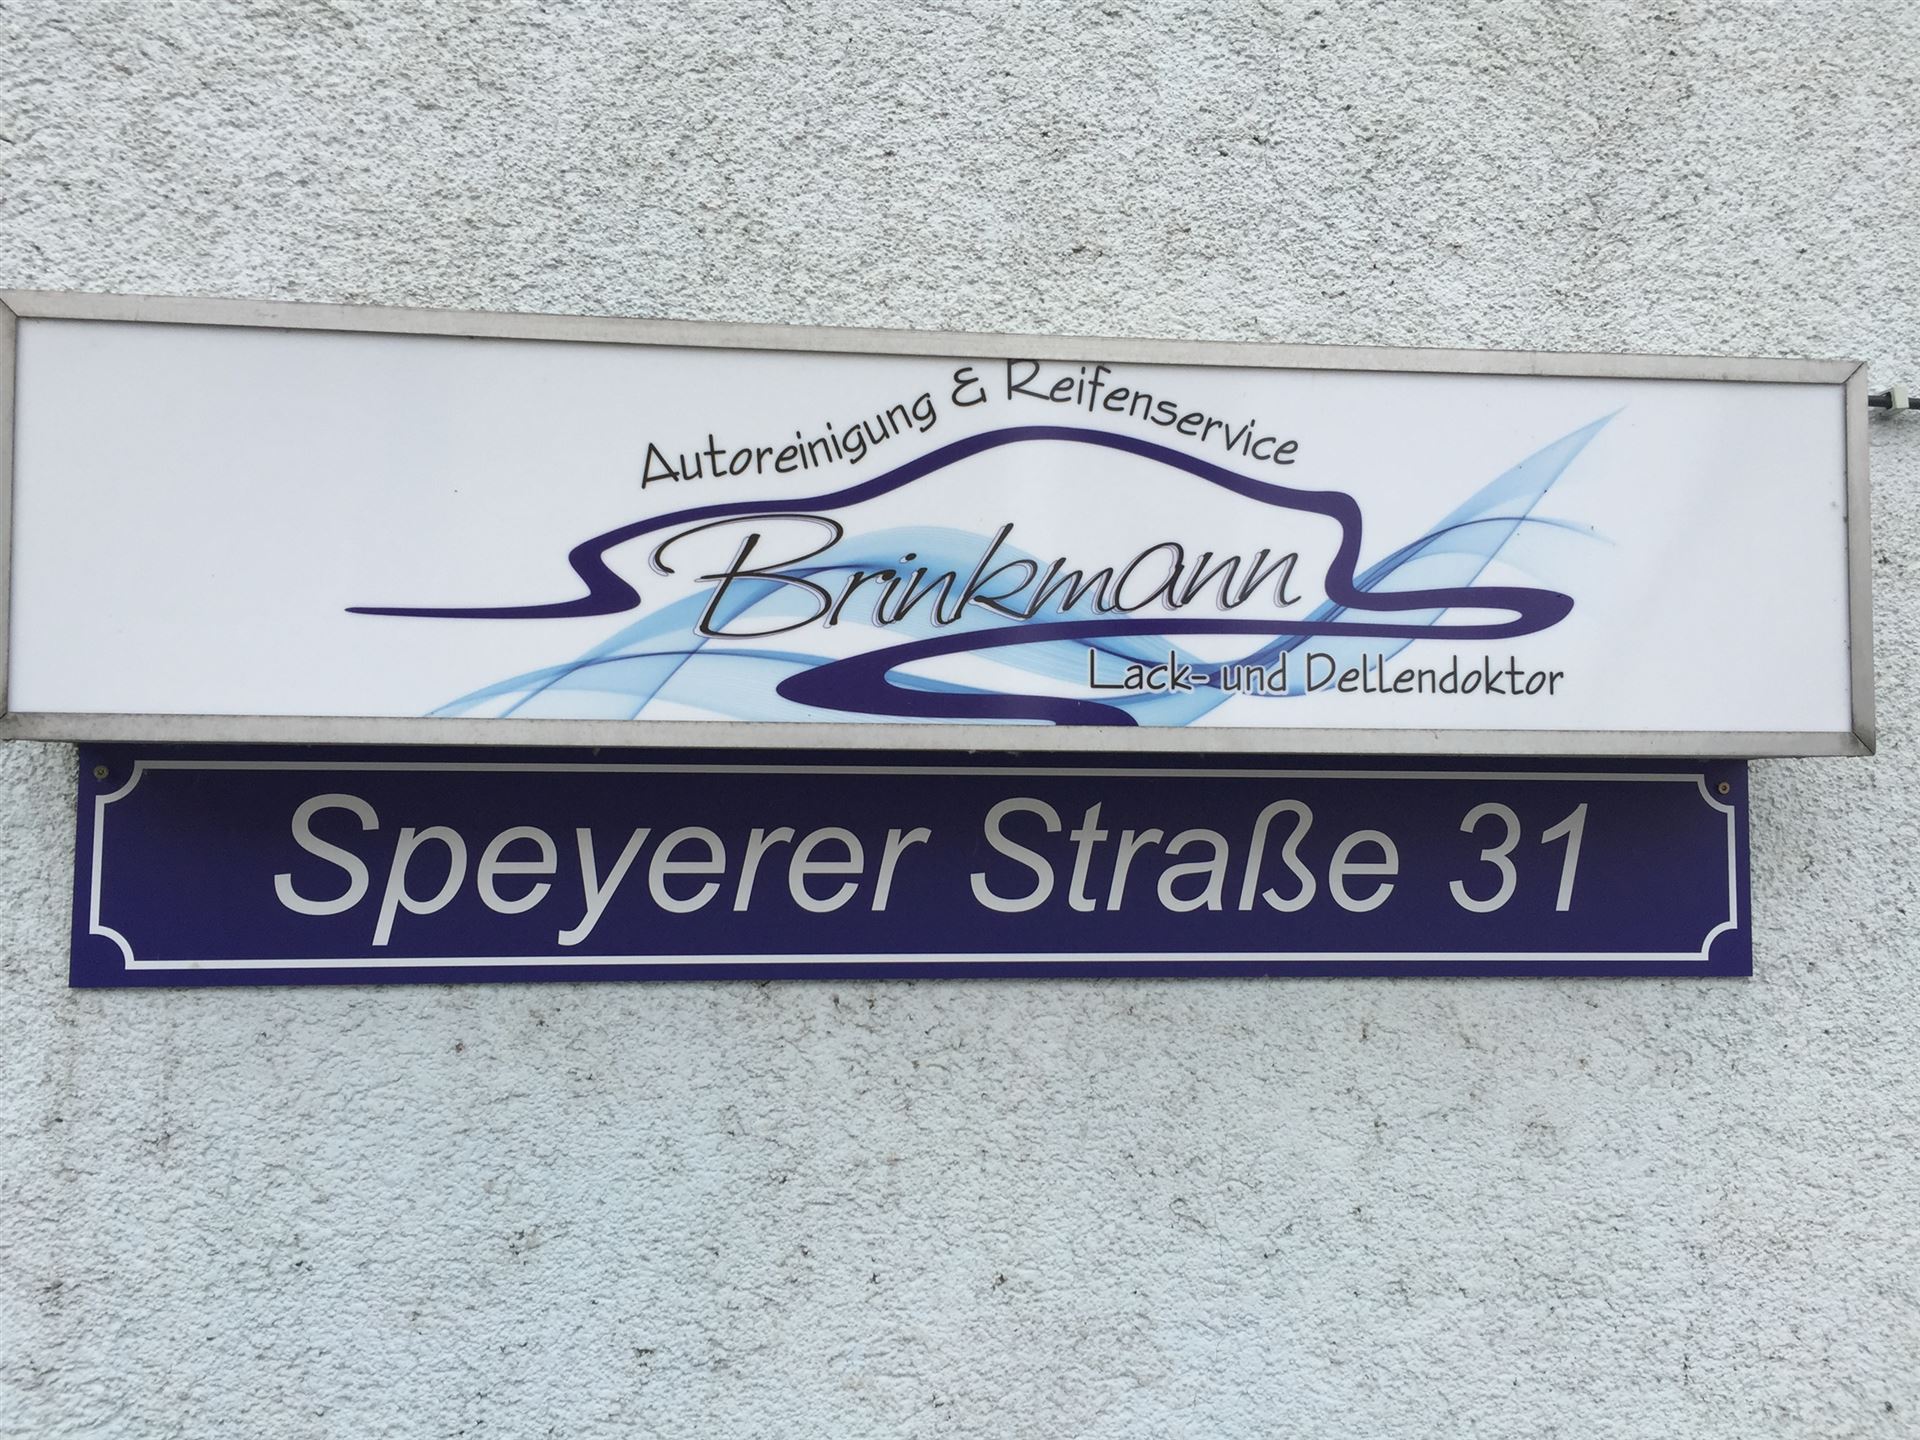 Autoreinigung & Reifenservice
Brinkmann
Lack- und Dellendoktor
Speyerer Straße 31